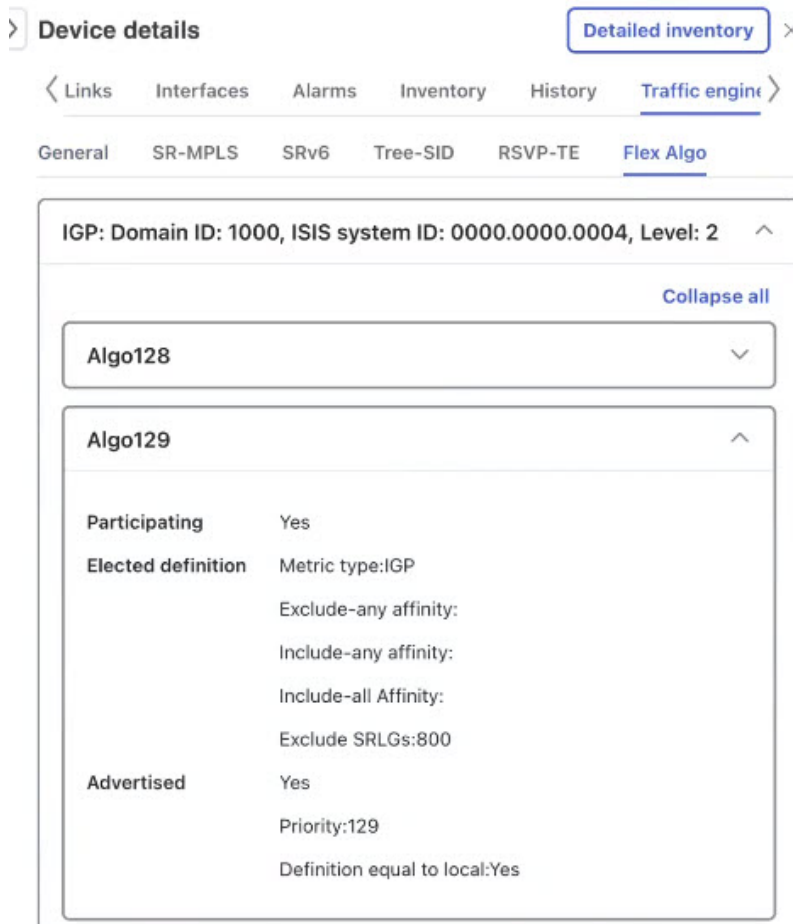 Device details
Detailed inventory
Links Interfaces Alarms Inventory History Traffic engine
General SR-MPLS SRv6 Tree-SID RSVP-TE Flex Algo
IGP: Domain ID: 1000, ISIS system ID: 0000.0000.0004, Level: 2
Collapse all
Algo128
Algo129
Participating Yes
Elected definition Metric type:IGP
Exclude-any affinity:
Include-any affinity:
Include-all Affinity:
Exclude SRLGs:800
Advertised Yes
Priority:129
Definition equal to local:Yes